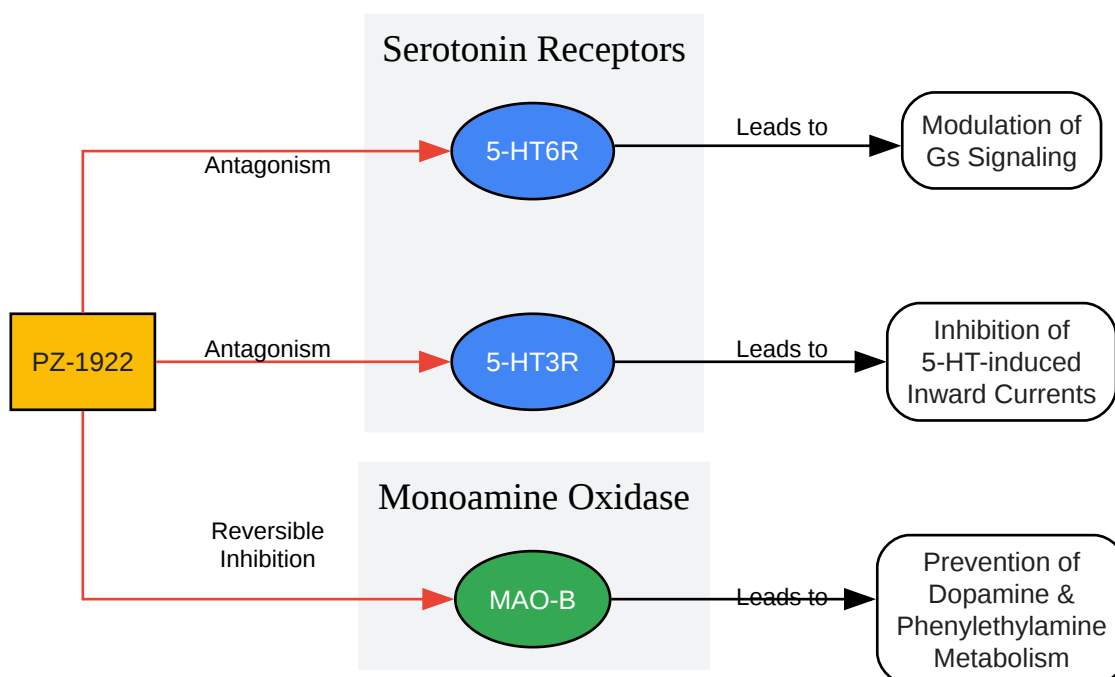 Serotonin Receptors
5-HT6R
Antagonism
Leads to
Modulation of
Gs Signaling
PZ-1922
Antagonism
5-HT3R
Leads to
Inhibition of
5-HT-induced
Inward Currents
Monoamine Oxidase
Reversible
Inhibition
MAO-B
Leads to
Prevention of
Dopamine &
Phenylethylamine
Metabolism